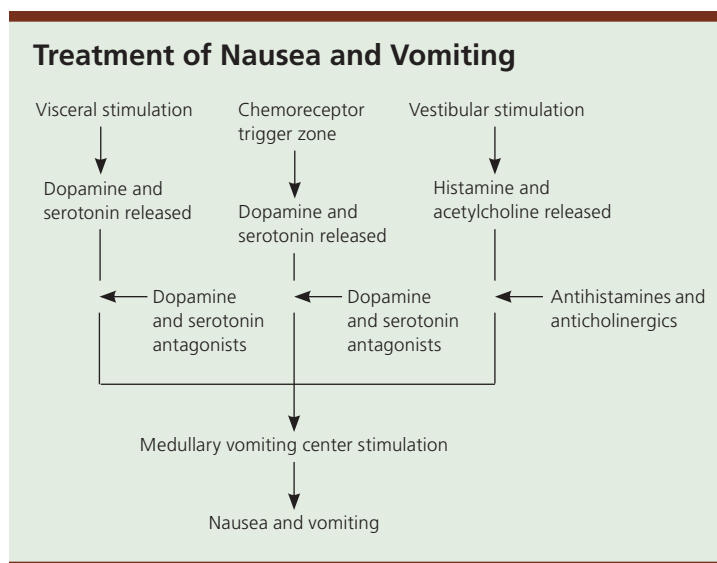 Treatment of Nausea and Vomiting
Visceral stimulation
Chemoreceptor
trigger zone
Vestibular stimulation
Dopamine and
serotonin released
Dopamine and
serotonin released
Histamine and
acetylcholine released
Dopamine
and serotonin
antagonists
Dopamine
and serotonin
antagonists
Antihistamines and
anticholinergics
Medullary vomiting center stimulation
Nausea and vomiting